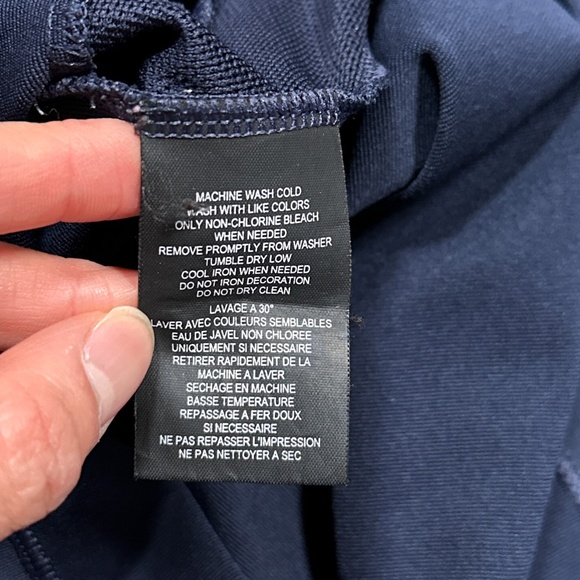 MACHINE WASH COLD
WASH WITH LIKE COLORS
ONLY NON-CHLORINE BLEACH
WHEN NEEDED
REMOVE PROMPTLY FROM WASHER
TUMBLE DRY LOW
COOL IRON WHEN NEEDED
DO NOT IRON DECORATION
DO NOT DRY CLEAN
LAVAGE A 30°
LAVER AVEC COULEURS SEMBLABLES
EAU DE JAVEL NON CHLOREE
UNIQUEMENT SI NECESSAIRE
RETIRER RAPIDEMENT DE LA
MACHINE A LAVER
SECHAGE EN MACHINE
BASSE TEMPERATURE
REPASSAGE A FER DOUX
SI NECESSAIRE
NE PAS REPASSER L'IMPRESSION
NE PAS NETTOYER A SEC